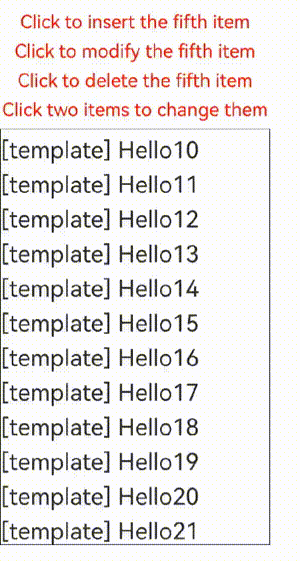 Click to insert the fifth item
Click to modify the fifth item
Click to delete the fifth item
Click two items to change them
[template] Hello10
[template] Hello11
[template] Hello12
[template] Hello13
[template] Hello14
[template] Hello15
[template] Hello16
[template] Hello17
[template] Hello18
[template] Hello19
[template] Hello20
[template] Hello21